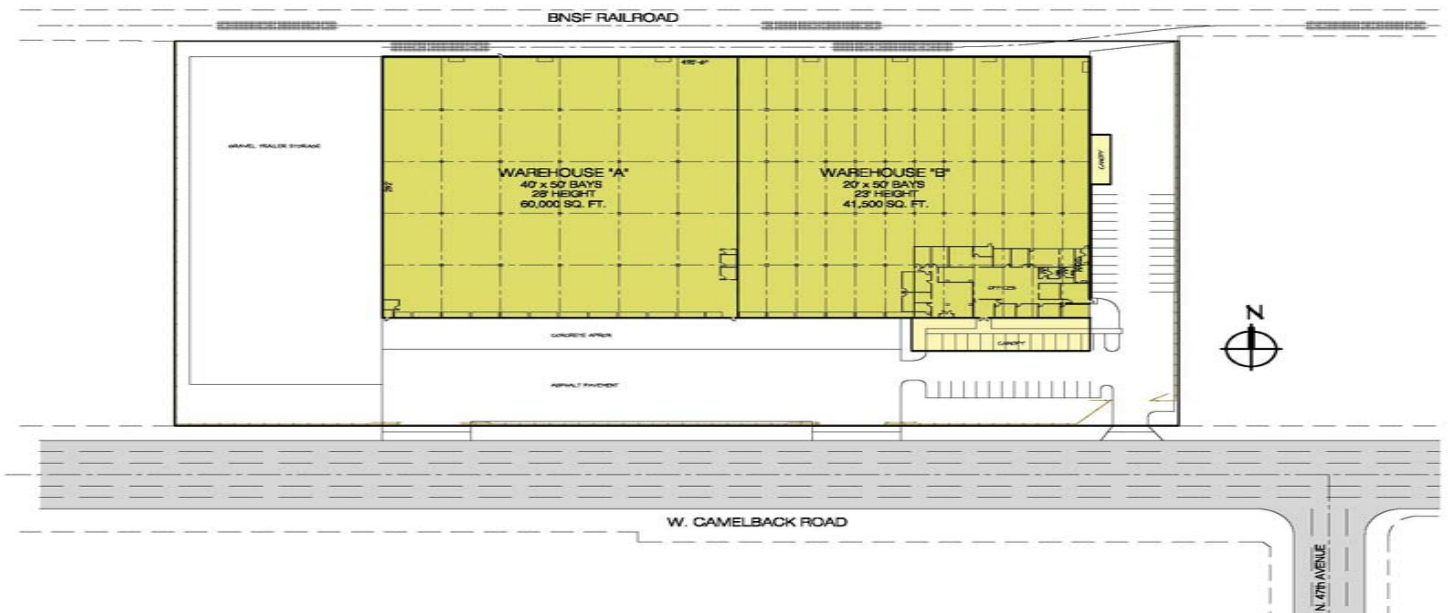 BNSF RAILROAD
GRAVEL TRAILER STORAGE
WAREHOUSE "A"
40' x 50' BAYS
28' HEIGHT
60,000 SQ. FT.
WAREHOUSE "B"
20' x 50' BAYS
23' HEIGHT
41,500 SQ. FT.
CANOPY
OFFICES
CONCRETE APRON
CANOPY
ASPHALT PAVEMENT
N
W. CAMELBACK ROAD
N. 47th AVENUE